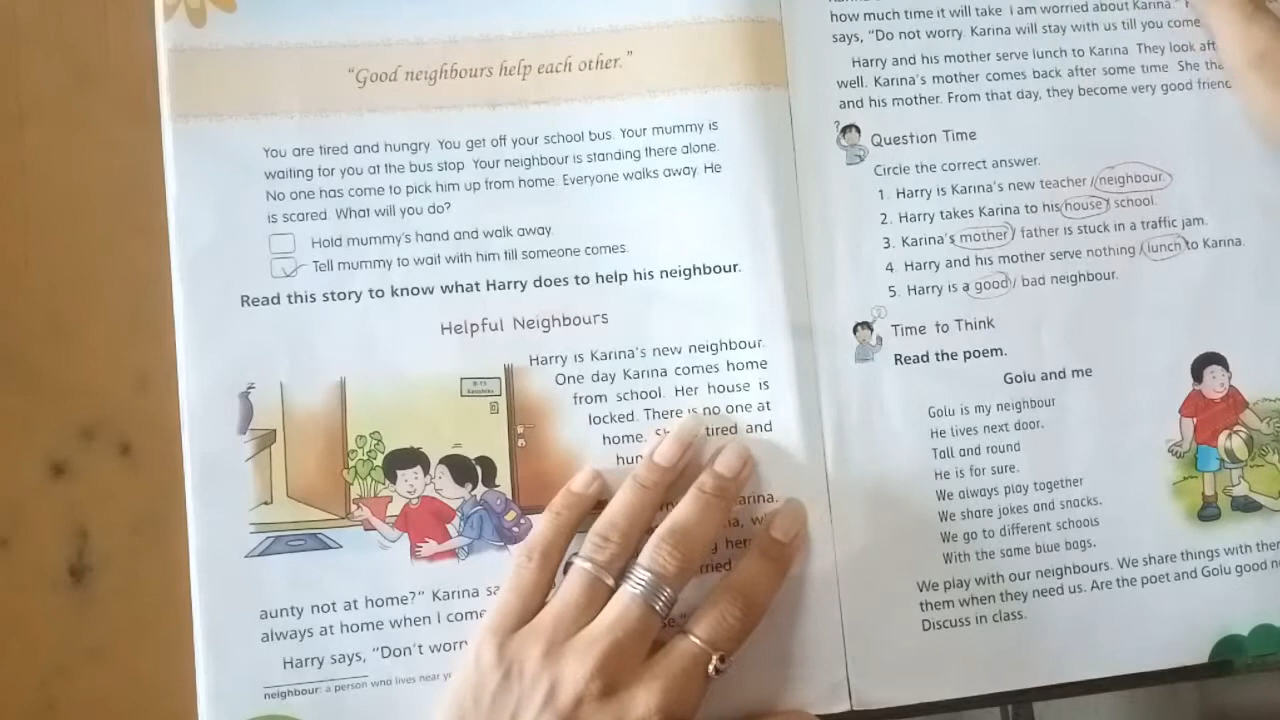 "Good neighbours help each other."
You are tired and hungry. You get off your school bus. Your mummy is
waiting for you at the bus stop. Your neighbour is standing there alone.
No one has come to pick him up from home. Everyone walks away. He
is scared. What will you do?
Hold mummy's hand and walk away.
Tell mummy to wait with him till someone comes.
Read this story to know what Harry does to help his neighbour.
Helpful Neighbours
Harry is Karina's new neighbour.
One day Karina comes home
from school. Her house is
locked. There is no one at
home. tired and
arina.
aunty not at home?" Karina
always at home when I come
Harry says, "Don't
neighbour: a person who lives near
how much time it will take. I am worried about Karina."
says, "Do not worry. Karina will stay with us till you come
Harry and his mother serve lunch to Karina. They look
well. Karina's mother comes back after some time. She
and his mother. From that day, they become very good
Question Time
Circle the correct answer.
1. Harry is Karina's new teacher / neighbour.
2. Harry takes Karina to his house / school.
3. Karina's mother / father is stuck in a traffic jam.
4. Harry and his mother serve nothing / lunch to Karina.
5. Harry is a good / bad neighbour.
Time to Think
Read the poem.
Golu and me
Golu is my neighbour
He lives next door.
Tall and round
He is for sure.
We always play together
We share jokes and snacks.
We go to different schools
With the same blue bags.
We play with our neighbours. We share things with
them when they need us. Are the poet and Golu good
Discuss in class.